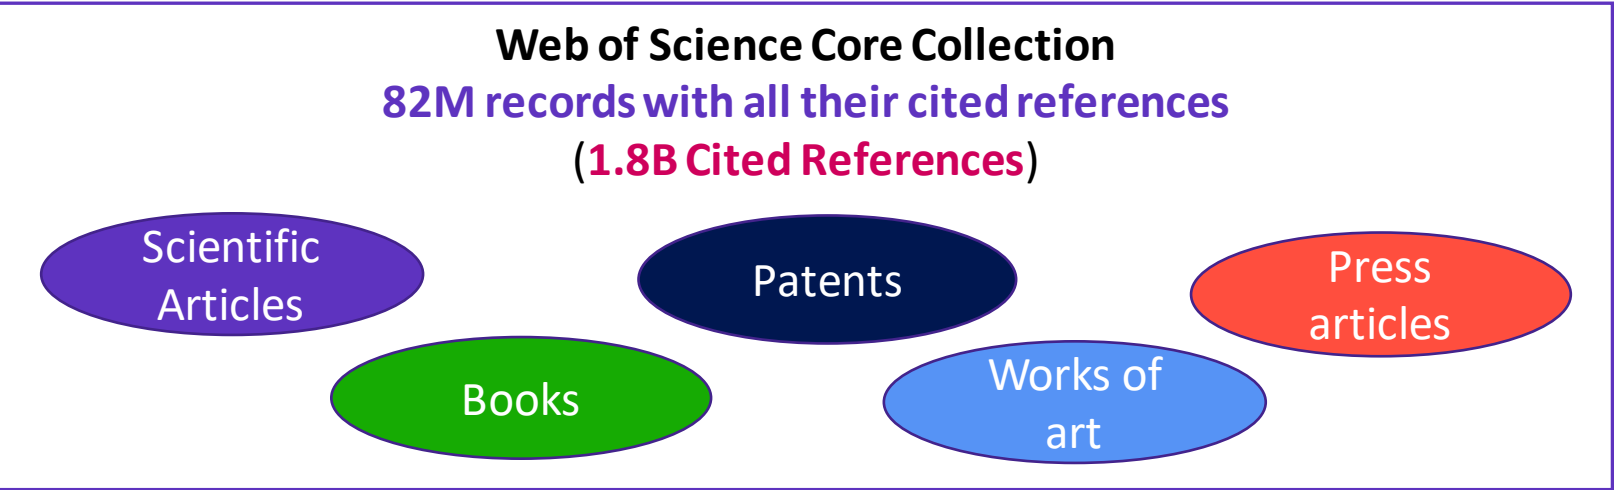 Web of Science Core Collection
82M records with all their cited references
(1.8B Cited References)
Scientific
Articles
Patents
Press
articles
Books
Works of
art